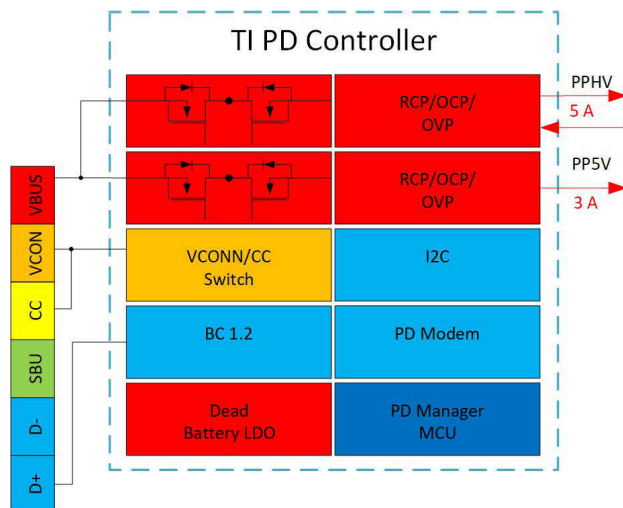 TI PD Controller
RCP/OCP/
OVP
PPHV
5 A
RCP/OCP/
OVP
PP5V
3 A
VBUS
VCON
CC
SBU
D-
D+
VCONN/CC
Switch
I2C
BC 1.2
PD Modem
Dead
Battery LDO
PD Manager
MCU